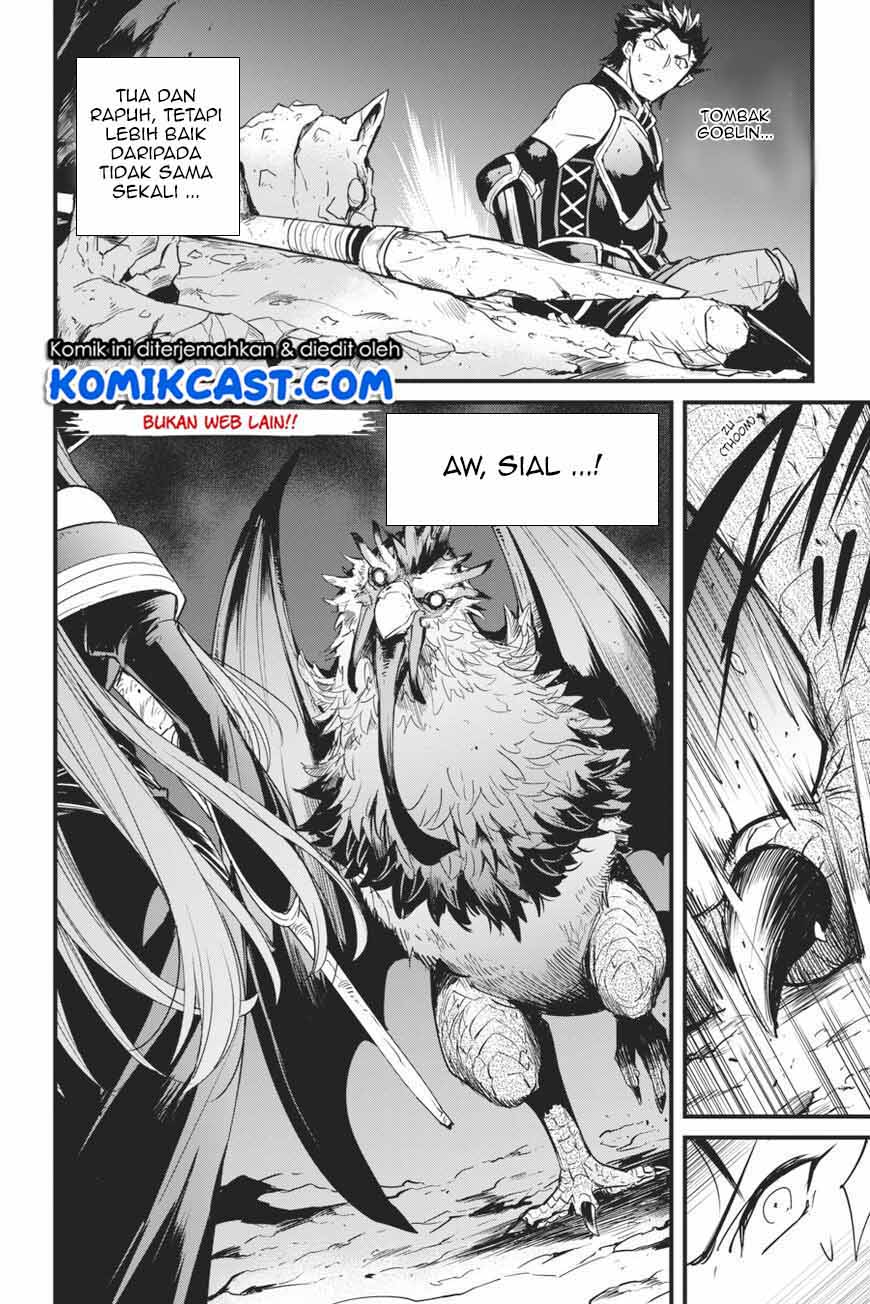 TUA DAN
RAPUH, TETAPI
LEBIH BAIK
DARIPADA
TIDAK SAMA
SEKALI ...
TOMBAK
GOBLIN...
Komik ini diterjemahkan & diedit oleh
KOMIKCAST.COM
BUKAN WEB LAIN!!
AW, SIAL ...!
ZU
(THOOM)